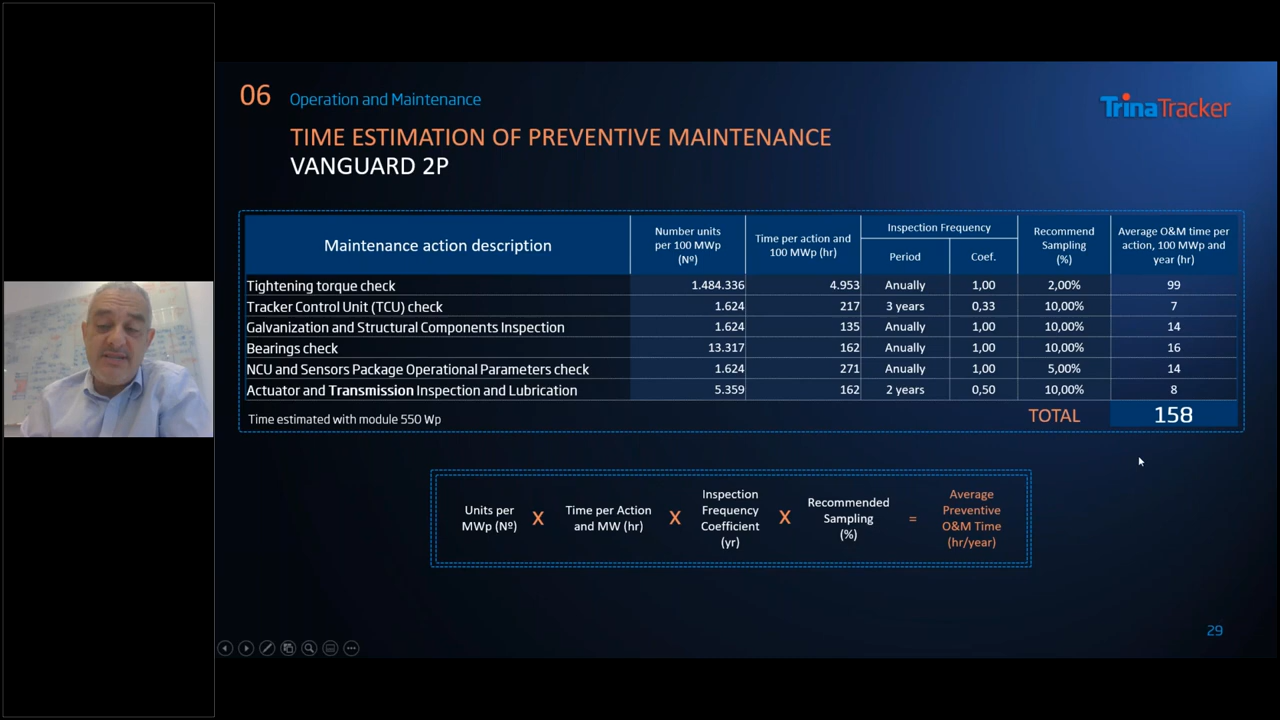 06 Operation and Maintenance
TrinaTracker
TIME ESTIMATION OF PREVENTIVE MAINTENANCE
VANGUARD 2P
Maintenance action description
Number units
per 100 MWp
(Nº)
Time per action and
100 MWp (hr)
Inspection Frequency
Period
Coef.
Recommend
Sampling
(%)
Average O&M time per
action, 100 MWp and
year (hr)
Tightening torque check 1.484.336 4.953 Anually 1,00 2,00% 99
Tracker Control Unit (TCU) check 1.624 217 3 years 0,33 10,00% 7
Galvanization and Structural Components Inspection 1.624 135 Anually 1,00 10,00% 14
Bearings check 13.317 162 Anually 1,00 10,00% 16
NCU and Sensors Package Operational Parameters check 1.624 271 Anually 1,00 5,00% 14
Actuator and Transmission Inspection and Lubrication 5.359 162 2 years 0,50 10,00% 8
Time estimated with module 550 Wp TOTAL 158
Units per
MWp (Nº)
X
Time per Action
and MW (hr)
X
Inspection
Frequency
Coefficient
(yr)
X
Recommended
Sampling
(%)
=
Average
Preventive
O&M Time
(hr/year)
29